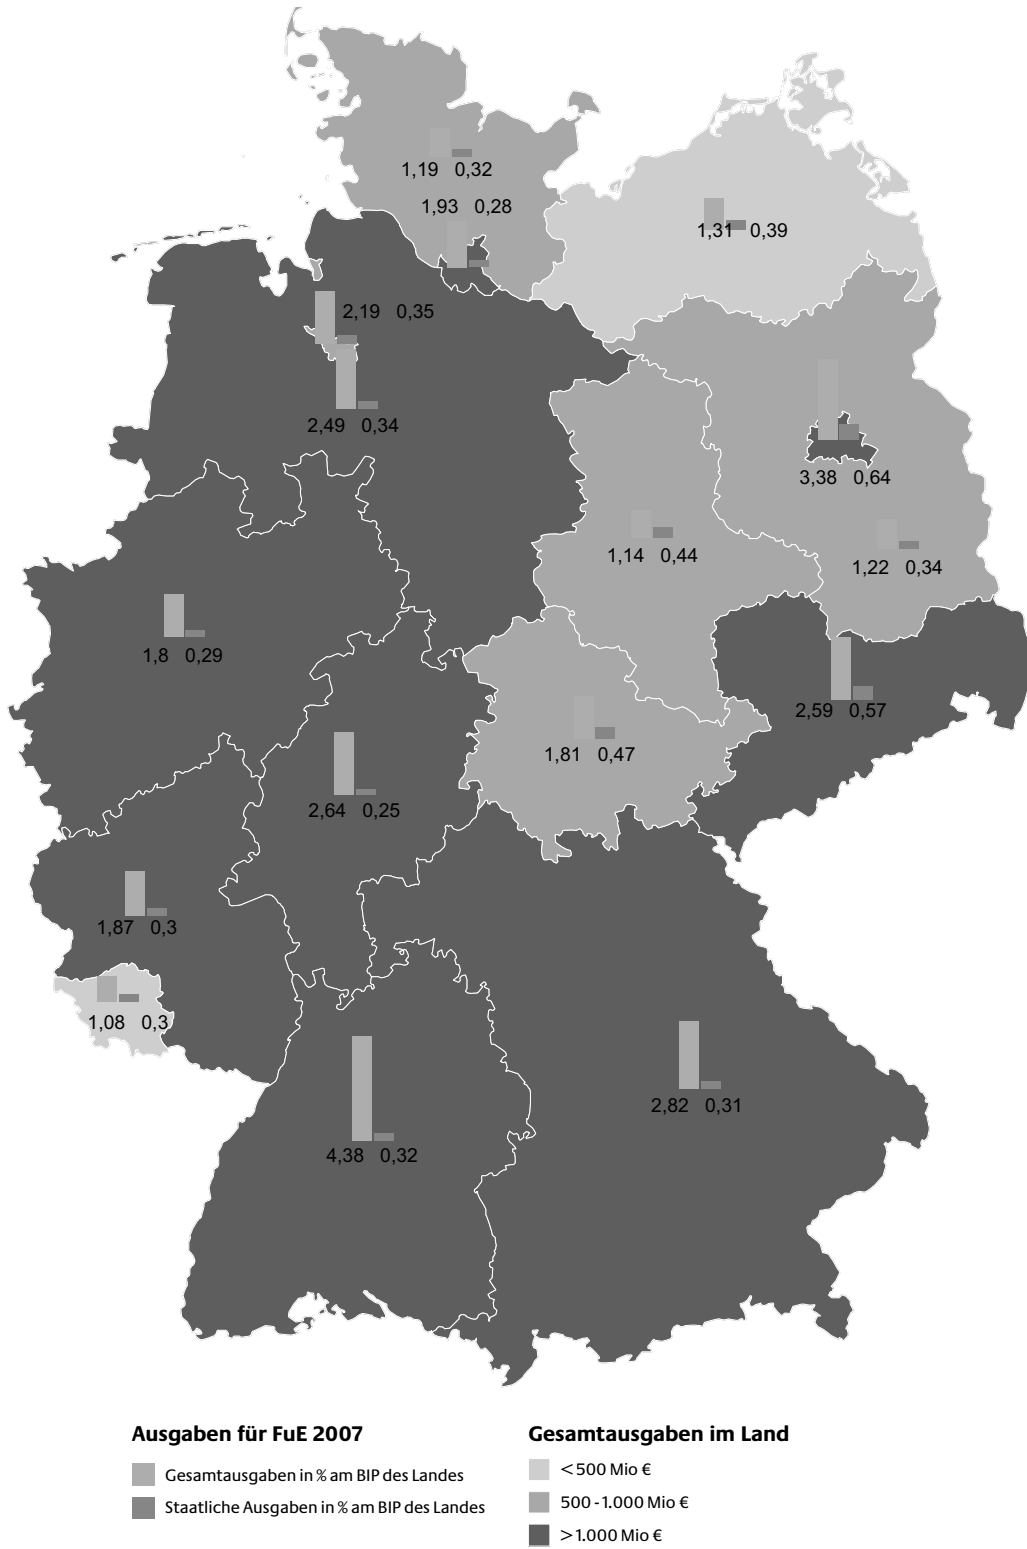 1,19 0,32
1,93 0,28
1,31 0,39
2,19 0,35
2,49 0,34
3,38 0,64
1,14 0,44
1,22 0,34
1,8 0,29
2,59 0,57
1,81 0,47
2,64 0,25
1,87 0,3
1,08 0,3
2,82 0,31
4,38 0,32
Ausgaben für FuE 2007
Gesamtausgaben in % am BIP des Landes
Staatliche Ausgaben in % am BIP des Landes
Gesamtausgaben im Land
<500 Mio €
500 - 1.000 Mio €
>1.000 Mio €